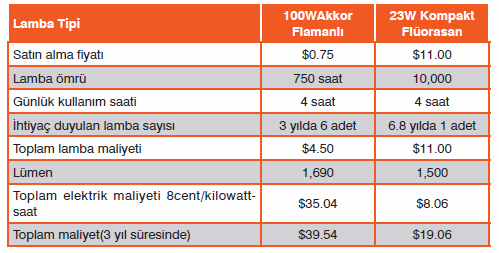 Lamba Tipi 100WAkkor Flamanlı 23W Kompakt Flüorasan
Satın alma fiyatı $0.75 $11.00
Lamba ömrü 750 saat 10,000
Günlük kullanım saati 4 saat 4 saat
İhtiyaç duyulan lamba sayısı 3 yılda 6 adet 6.8 yılda 1 adet
Toplam lamba maliyeti $4.50 $11.00
Lümen 1,690 1,500
Toplam elektrik maliyeti 8cent/kilowatt-
saat $35.04 $8.06
Toplam maliyet(3 yıl süresinde) $39.54 $19.06